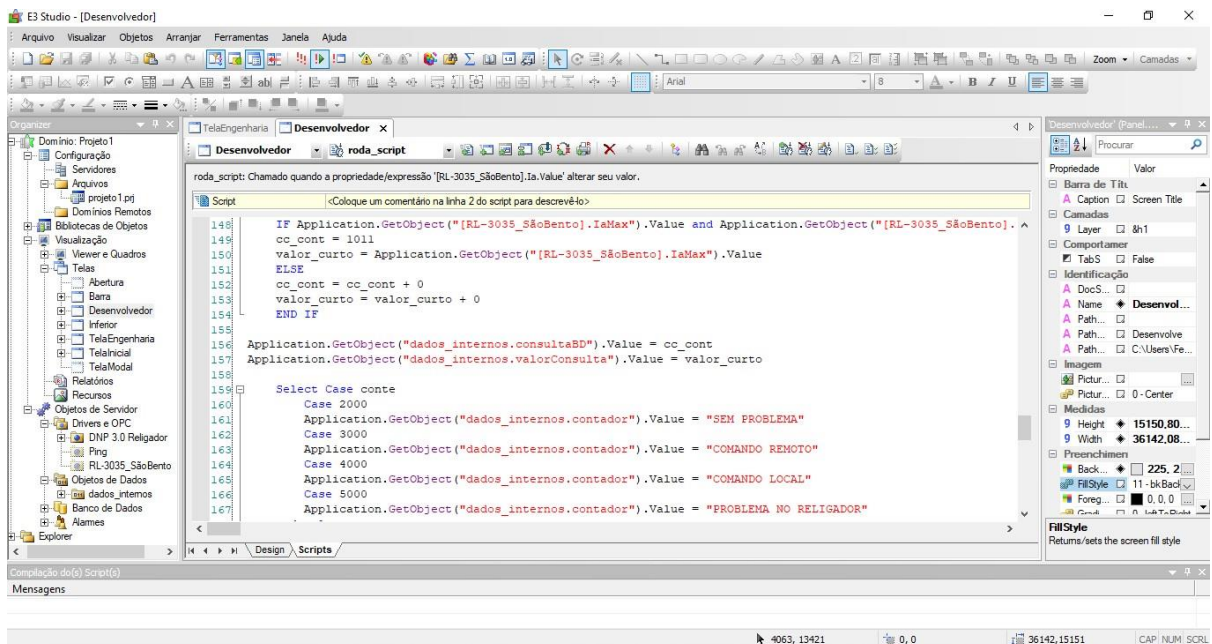 E3 Studio - [Desenvolvedor]
Arquivo Visualizar Objetos Arranjar Ferramentas Janela Ajuda
Zoom Camadas
Arial 8 A B I U
Organizer
Domínio: Projeto1
Configuração
Servidores
Arquivos
projeto1.prj
Domínios Remotos
Bibliotecas de Objetos
Visualização
Viewer e Quadros
Telas
Abertura
Barra
Desenvolvedor
Inferior
TelaEngenharia
TelaInicial
TelaModal
Relatórios
Recursos
Objetos de Servidor
Drivers e OPC
DNP 3.0 Religador
Ping
RL-3035_SãoBento
Objetos de Dados
dados_internos
Banco de Dados
Alarmes
Explorer
TelaEngenharia Desenvolvedor x
Desenvolvedor roda_script
roda_script: Chamado quando a propriedade/expressão '[RL-3035_SãoBento].Ia.Value' alterar seu valor.
Script <Coloque um comentário na linha 2 do script para descrevê-lo>
148 IF Application.GetObject("[RL-3035_SãoBento].IaMax").Value and Application.GetObject("[RL-3035_SãoBento].
149 cc_cont = 1011
150 valor_curto = Application.GetObject("[RL-3035_SãoBento].IaMax").Value
151 ELSE
152 cc_cont = cc_cont + 0
153 valor_curto = valor_curto + 0
154 END IF
155
156 Application.GetObject("dados_internos.consultaBD").Value = cc_cont
157 Application.GetObject("dados_internos.valorConsulta").Value = valor_curto
158
159 Select Case conte
160 Case 2000
161 Application.GetObject("dados_internos.contador").Value = "SEM PROBLEMA"
162 Case 3000
163 Application.GetObject("dados_internos.contador").Value = "COMANDO REMOTO"
164 Case 4000
165 Application.GetObject("dados_internos.contador").Value = "COMANDO LOCAL"
166 Case 5000
167 Application.GetObject("dados_internos.contador").Value = "PROBLEMA NO RELIGADOR"
Design Scripts
'Desenvolvedor' (Panel....
Procurar
Propriedade Valor
Barra de Títu
Caption Screen Title
Camadas
Layer &h1
Comportamer
TabS False
Identificação
DocS...
Name Desenvol...
Path...
Path... Desenvolve
Path... C:\Users\Fe...
Imagem
Pictur...
Pictur... 0 - Center
Medidas
Height 15150,80...
Width 36142,08...
Preenchimen
Back... 225, 2...
FillStyle 11 - bkBack
Foreg... 0, 0, 0
FillStyle
Returns/sets the screen fill style
Compilação do(s) Script(s)
Mensagens
4063, 13421 0, 0 36142,15151 CAP NUM SCRL